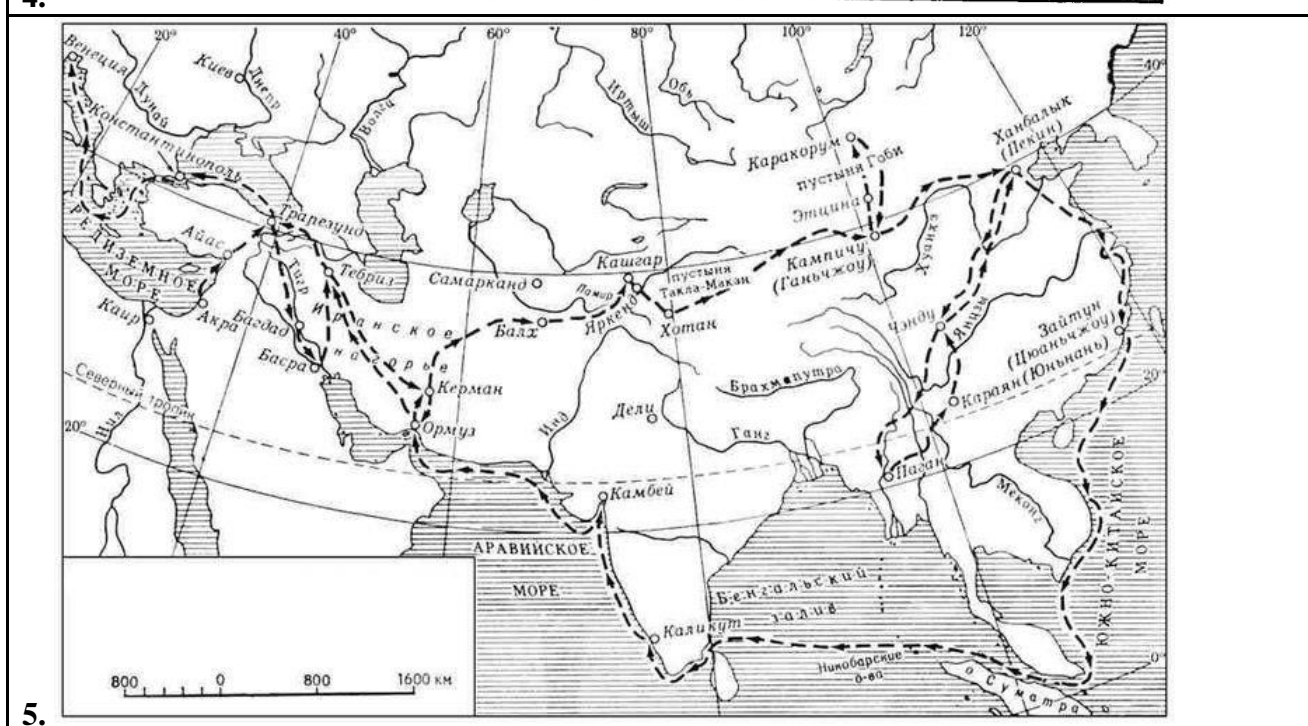 4.
5.
20°
40°
60°
80°
100°
120°
40°
Венеция
Дунай
Киев
Днепр
Волга
Иртыш
Обь
Константинополь
Каракорум
пустыня Гоби
Ханбалык
(Пекин)
Этцина
Трапезунд
Айас
Тебриз
Самарканд
Кашгар
Памир
пустыня
Такла-Макан
Кампичу
(Ганьчжоу)
Хуанхэ
РЕДИЗЕМНОЕ
МОРЕ
Тигр
Каир
Акра
Багдад
Иранское
нагорье
Балх
Яркенд
Хотан
Чэнду
Янцзы
Зайтун
(Цюаньчжоу)
Басра
Керман
Брахмапутра
Караян (Юньнань)
Северный тропик
20°
Нил
Ормуз
Инд
Дели
Ганг
Паган
20°
Меконг
Камбей
АРАВИЙСКОЕ
МОРЕ
Бенгальский
залив
ЮЖНО-КИТАЙСКОЕ
МОРЕ
Каликут
Никобарские
о-ва
о. Суматра
0°
800 0 800 1600 км